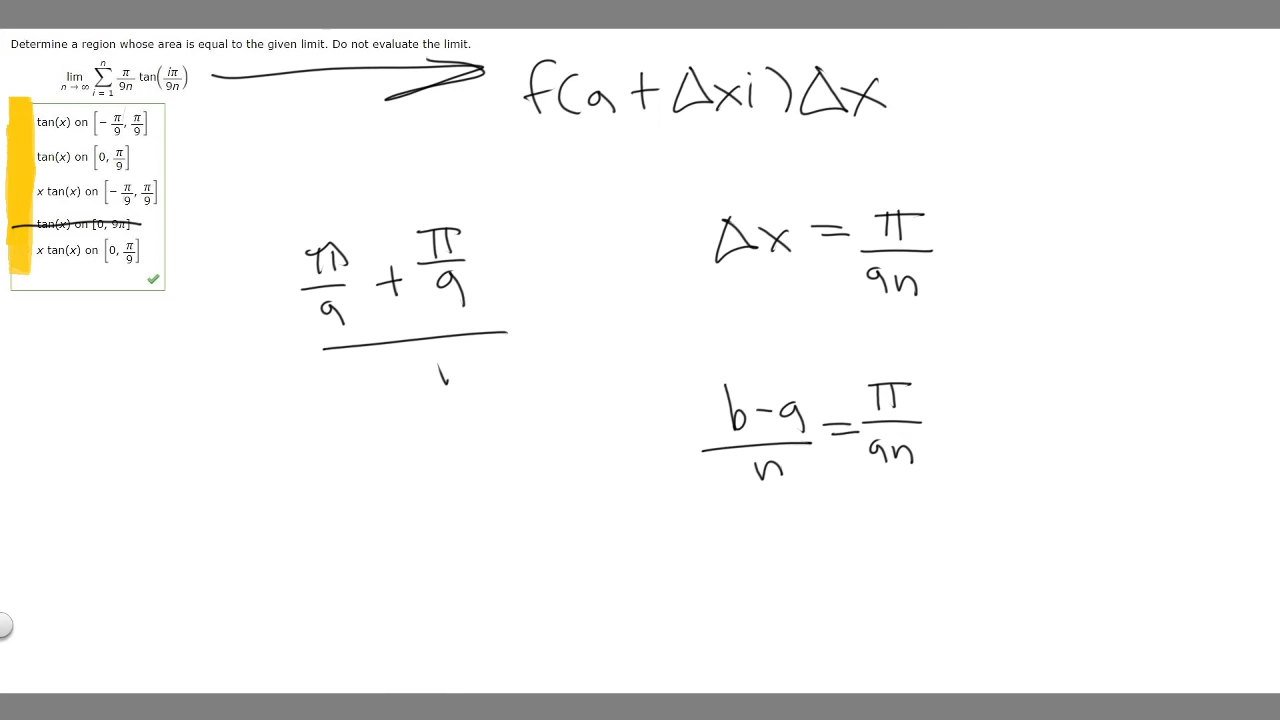 Determine a region whose area is equal to the given limit. Do not evaluate the limit.
lim n→∞ n ∑ i = 1 π/9n tan(iπ/9n)
f(a + Δxi)Δx
tan(x) on [-π/9, π/9]
tan(x) on [0, π/9]
x tan(x) on [-π/9, π/9]
tan(x) on [0, 9π]
x tan(x) on [0, π/9]
π/9 + π/9
Δx = π/9n
b-a/n = π/9n